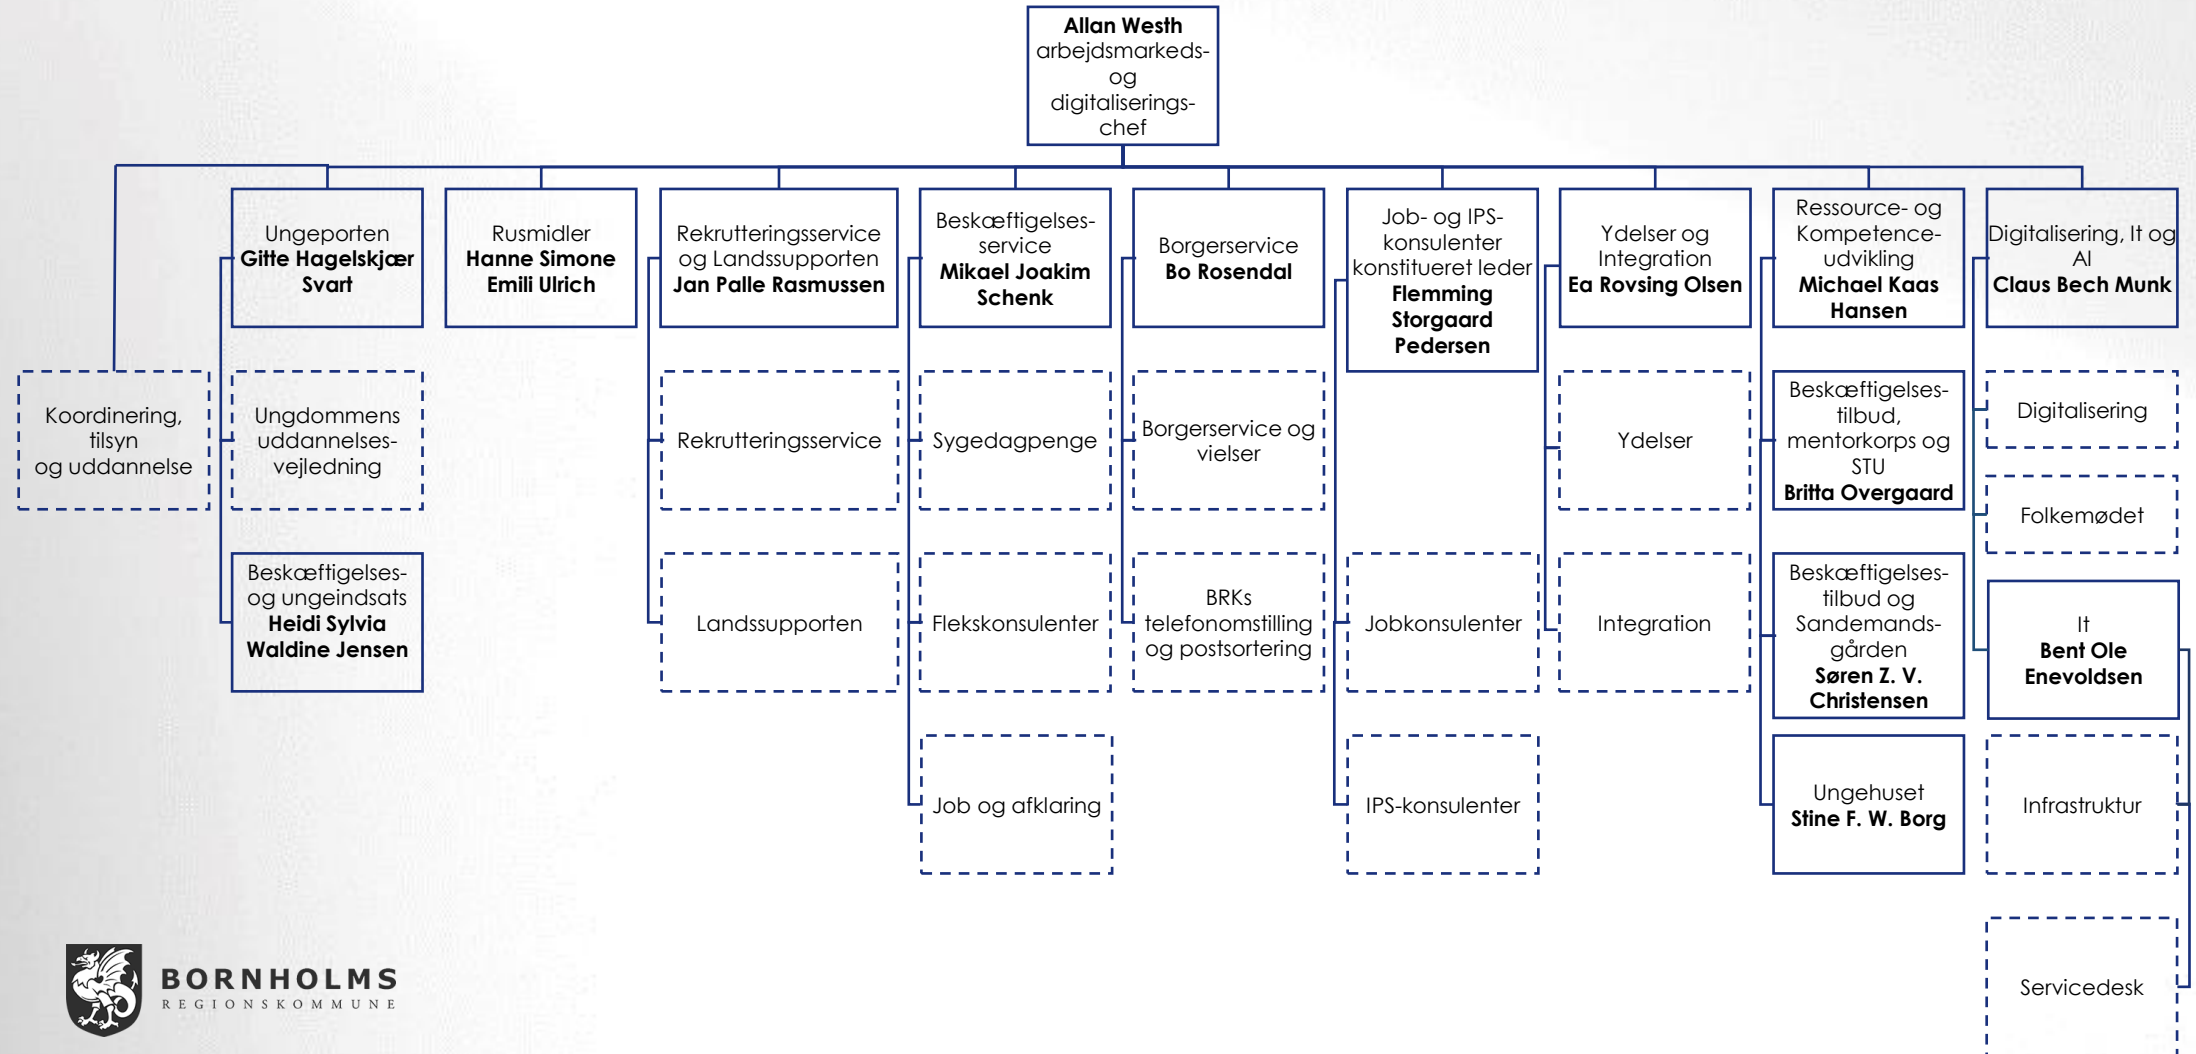 Allan Westh
arbejdsmarkeds-
og
digitaliserings-
chef
Ungeporten
Gitte Hagelskjær
Svart
Rusmidler
Hanne Simone
Emili Ulrich
Rekrutteringsservice
og Landssupporten
Jan Palle Rasmussen
Beskæftigelses-
service
Mikael Joakim
Schenk
Borgerservice
Bo Rosendal
Job- og IPS-
konsulenter
konstitueret leder
Flemming
Storgaard
Pedersen
Ydelser og
Integration
Ea Rovsing Olsen
Ressource- og
Kompetence-
udvikling
Michael Kaas
Hansen
Digitalisering, It og
AI
Claus Bech Munk
Koordinering,
tilsyn
og uddannelse
Ungdommens
uddannelses-
vejledning
Rekrutteringsservice
Sygedagpenge
Borgerservice og
vielser
Ydelser
Beskæftigelses-
tilbud,
mentorkorps og
STU
Britta Overgaard
Digitalisering
Folkemødet
Beskæftigelses-
og ungeindsats
Heidi Sylvia
Waldine Jensen
Landssupporten
Flekskonsulenter
BRKs
telefonomstilling
og postsortering
Jobkonsulenter
Integration
Beskæftigelses-
tilbud og
Sandemands-
gården
Søren Z. V.
Christensen
It
Bent Ole
Enevoldsen
Job og afklaring
IPS-konsulenter
Ungehuset
Stine F. W. Borg
Infrastruktur
Servicedesk
BORNHOLMS
REGIONSKOMMUNE